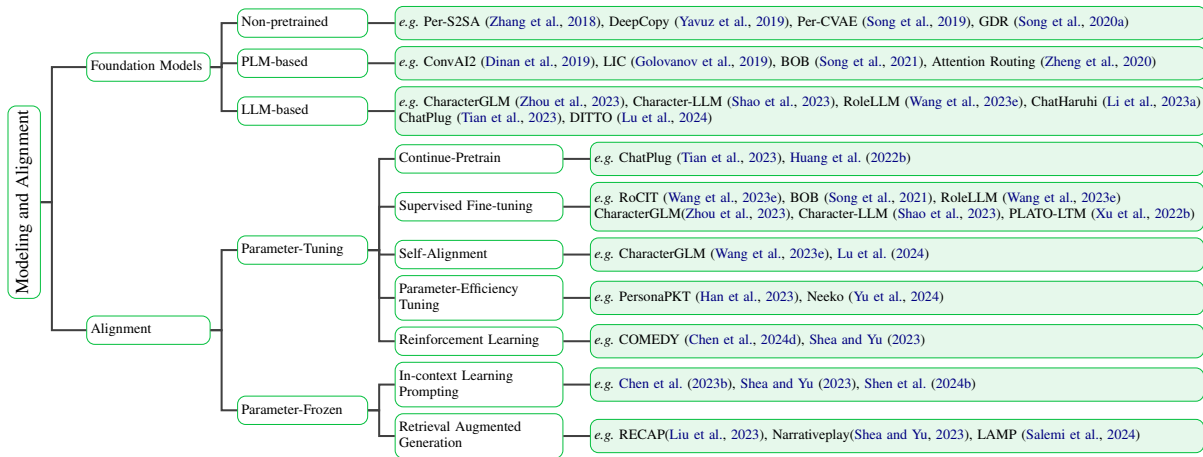 Modeling and Alignment
Foundation Models
Non-pretrained
e.g. Per-S2SA (Zhang et al., 2018), DeepCopy (Yavuz et al., 2019), Per-CVAE (Song et al., 2019), GDR (Song et al., 2020a)
PLM-based
e.g. ConvAI2 (Dinan et al., 2019), LIC (Golovanov et al., 2019), BOB (Song et al., 2021), Attention Routing (Zheng et al., 2020)
LLM-based
e.g. CharacterGLM (Zhou et al., 2023), Character-LLM (Shao et al., 2023), RoleLLM (Wang et al., 2023e), ChatHaruhi (Li et al., 2023a)
ChatPlug (Tian et al., 2023), DITTO (Lu et al., 2024)
Alignment
Parameter-Tuning
Continue-Pretrain
e.g. ChatPlug (Tian et al., 2023), Huang et al. (2022b)
Supervised Fine-tuning
e.g. RoCIT (Wang et al., 2023e), BOB (Song et al., 2021), RoleLLM (Wang et al., 2023e)
CharacterGLM(Zhou et al., 2023), Character-LLM (Shao et al., 2023), PLATO-LTM (Xu et al., 2022b)
Self-Alignment
e.g. CharacterGLM (Wang et al., 2023e), Lu et al. (2024)
Parameter-Efficiency
Tuning
e.g. PersonaPKT (Han et al., 2023), Neeko (Yu et al., 2024)
Reinforcement Learning
e.g. COMEDY (Chen et al., 2024d), Shea and Yu (2023)
Parameter-Frozen
In-context Learning
Prompting
e.g. Chen et al. (2023b), Shea and Yu (2023), Shen et al. (2024b)
Retrieval Augmented
Generation
e.g. RECAP(Liu et al., 2023), Narrativeplay(Shea and Yu, 2023), LAMP (Salemi et al., 2024)